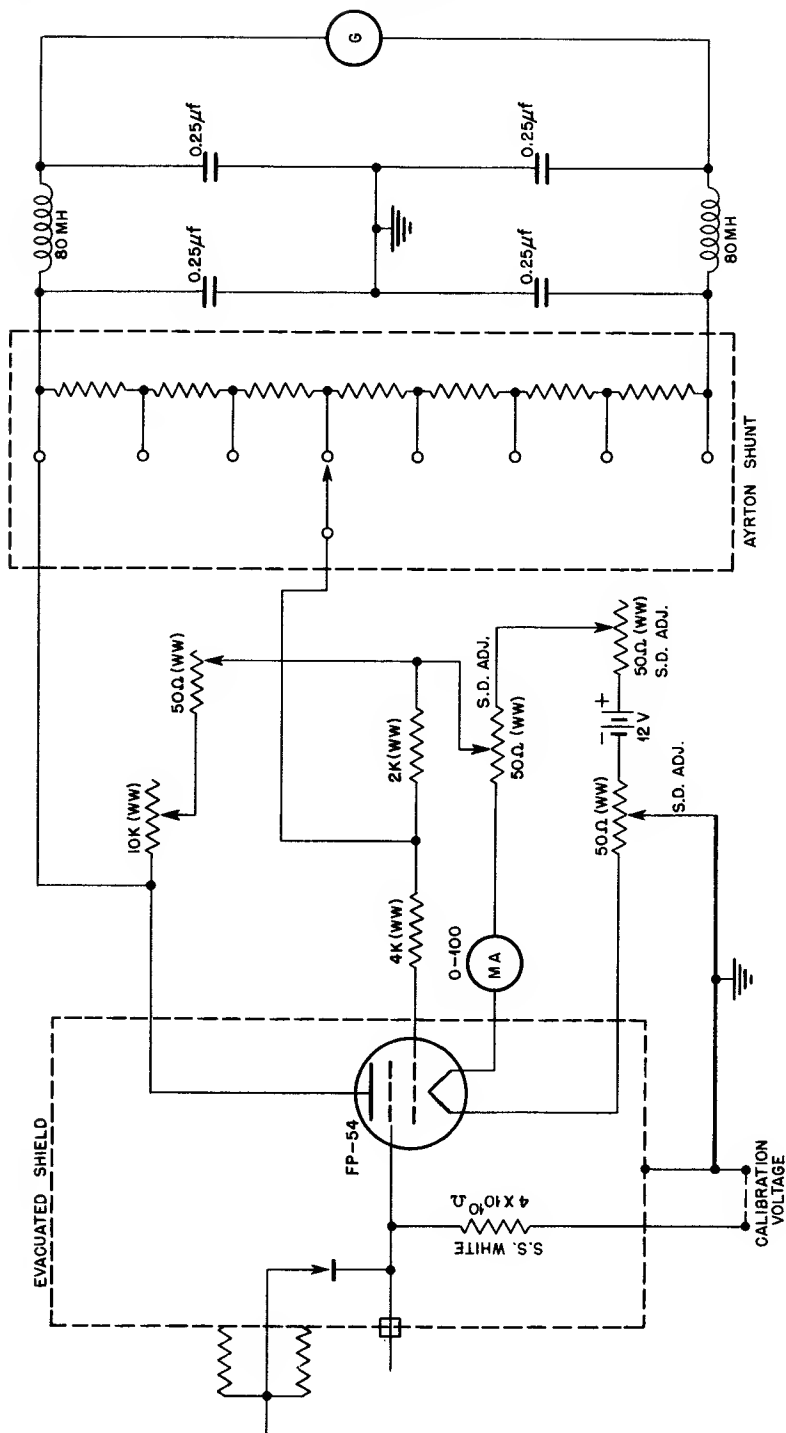 G
0.25µf
0.25µf
80 MH
0.25µf
0.25µf
80 MH
AYRTON SHUNT
50Ω (WW)
10K (WW)
2K (WW)
4K (WW)
S.D. ADJ.
50Ω (WW)
50Ω (WW)
S.D. ADJ.
+
-
12 V
50Ω (WW)
S.D. ADJ.
0-100
MA
EVACUATED SHIELD
FP-54
S.S. WHITE
4 X 10¹⁰ Ω
CALIBRATION
VOLTAGE